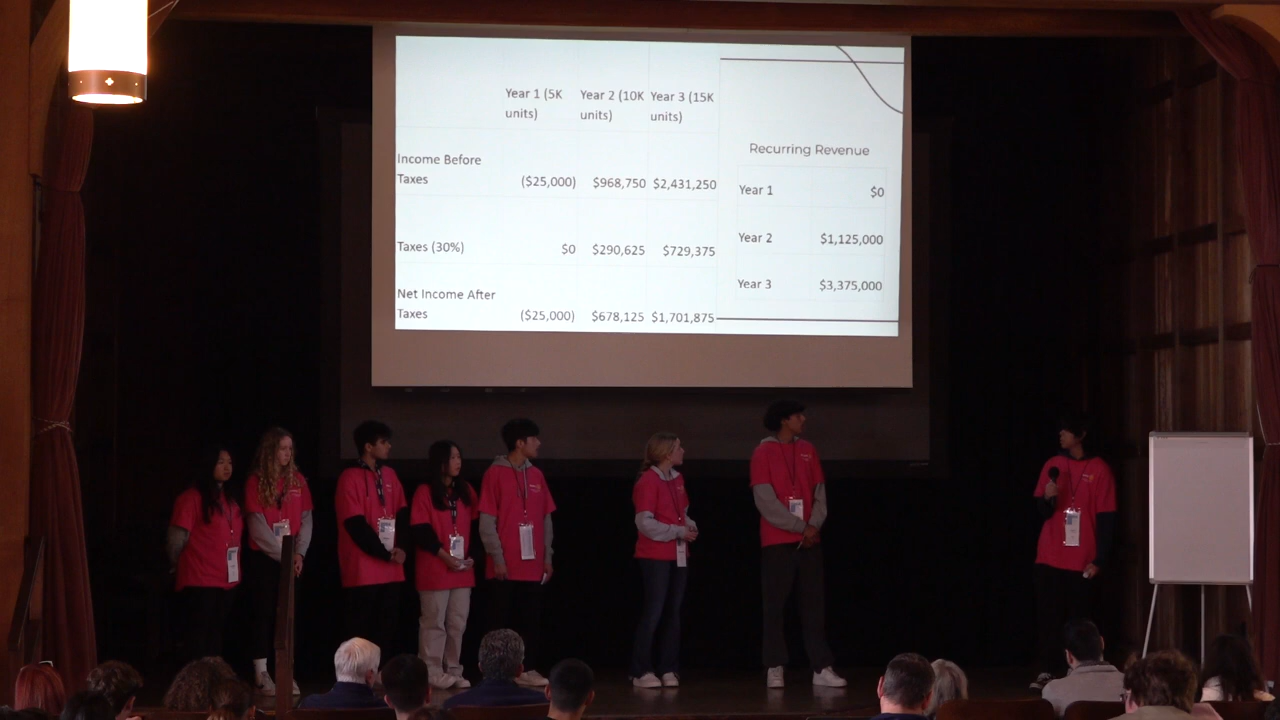 Year 1 (5K Year 2 (10K Year 3 (15K
units) units) units)
Income Before
Taxes ($25,000) $968,750 $2,431,250
Taxes (30%) $0 $290,625 $729,375
Net Income After
Taxes ($25,000) $678,125 $1,701,875
Recurring Revenue
Year 1 $0
Year 2 $1,125,000
Year 3 $3,375,000